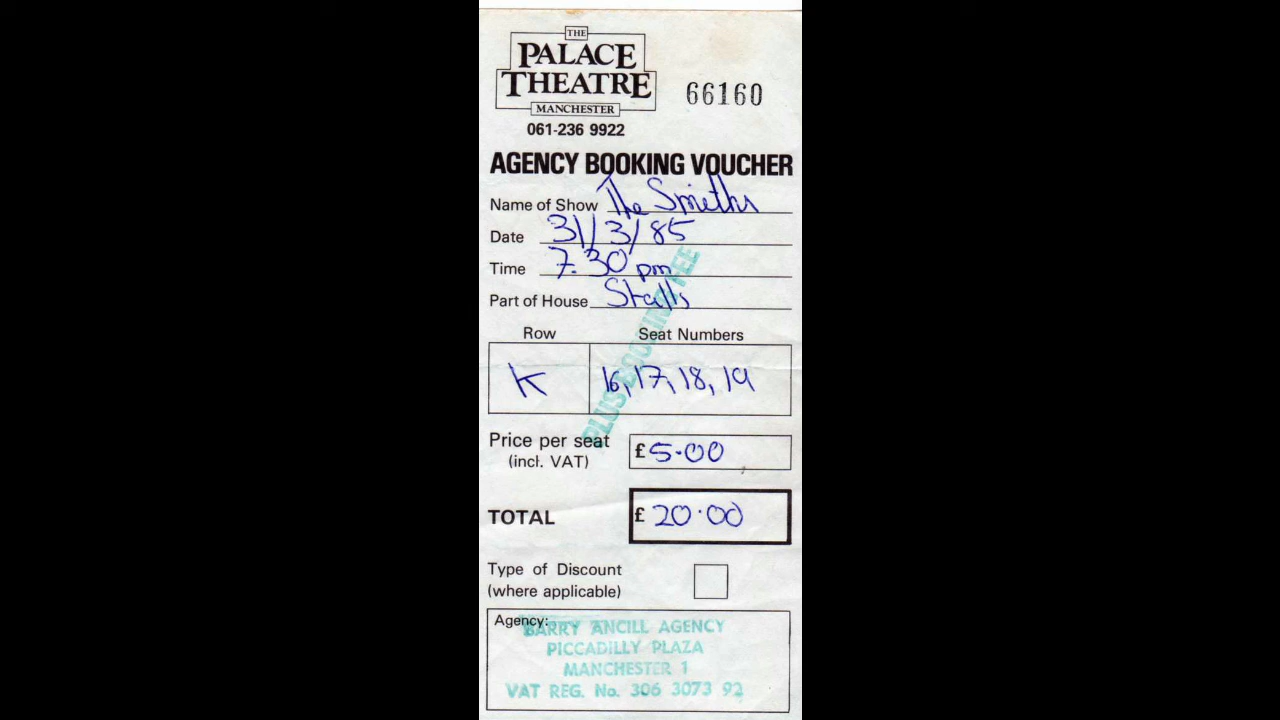 THE
PALACE
THEATRE
MANCHESTER
66160
061-236 9922
AGENCY BOOKING VOUCHER
Name of Show The Smiths
Date 31/3/85
Time 7.30 pm
Part of House Stalls
PLUS BOOKING FEE
Row Seat Numbers
K 16, 17, 18, 19
Price per seat
(incl. VAT) £ 5.00
TOTAL £ 20.00
Type of Discount
(where applicable)
Agency:
BARRY ANCILL AGENCY
PICCADILLY PLAZA
MANCHESTER 1
VAT REG. No. 306 3073 92